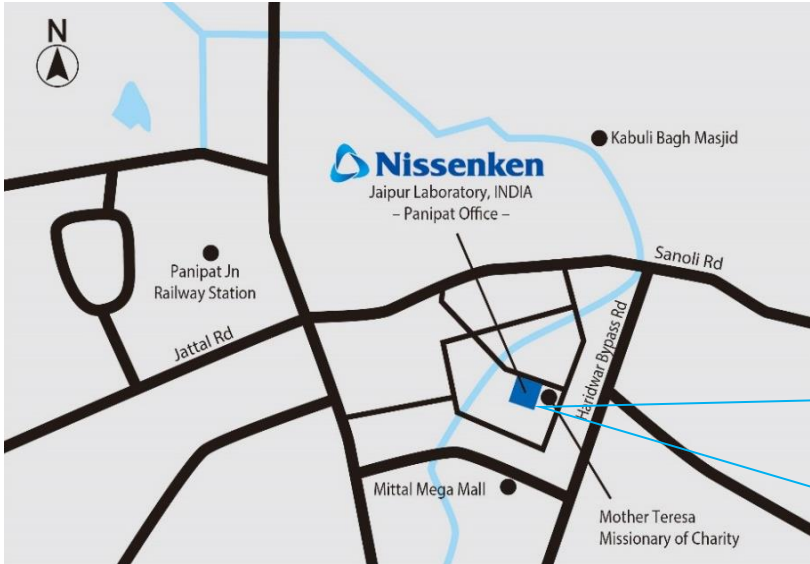 N
Kabuli Bagh Masjid
Nissenken
Jaipur Laboratory, INDIA
– Panipat Office –
Sanoli Rd
Panipat Jn
Railway Station
Jattal Rd
Haridwar Bypass Rd
Mittal Mega Mall
Mother Teresa
Missionary of Charity